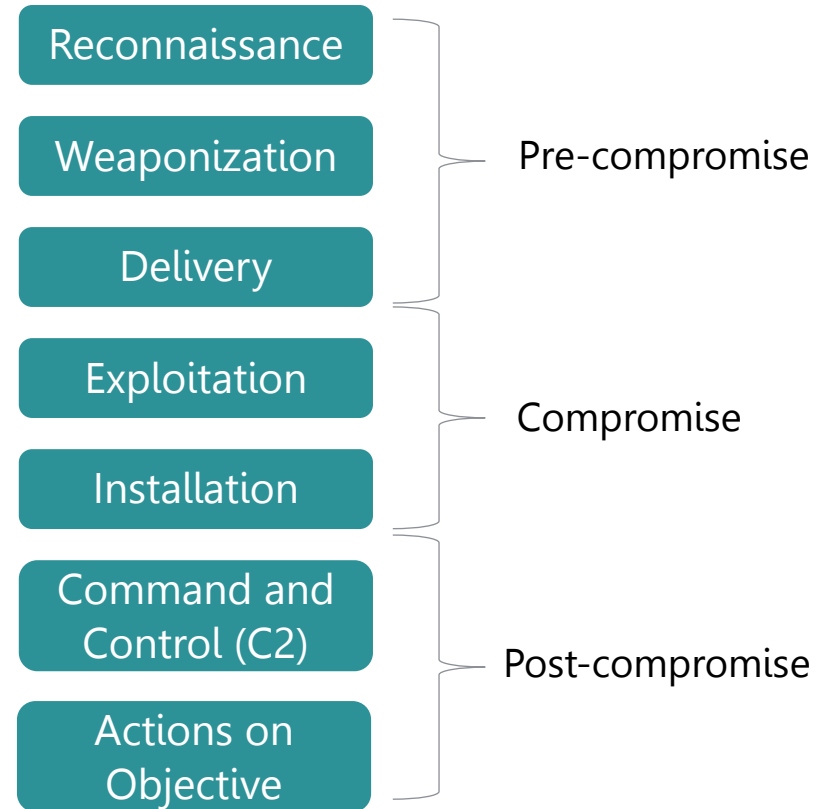 Reconnaissance
Weaponization
Delivery
Pre-compromise
Exploitation
Installation
Compromise
Command and
Control (C2)
Actions on
Objective
Post-compromise